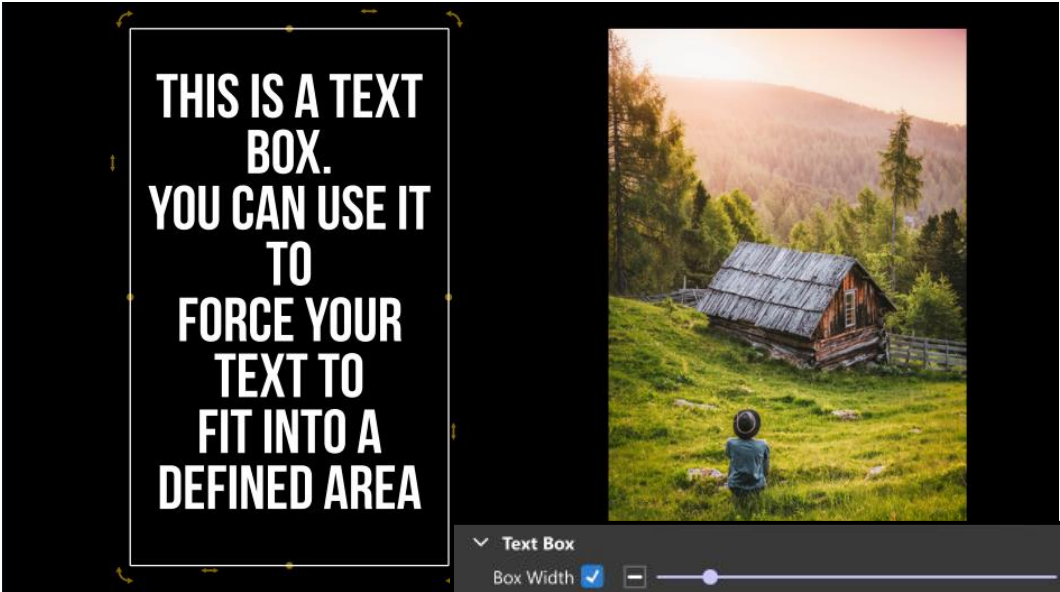 THIS IS A TEXT
BOX.
YOU CAN USE IT
TO
FORCE YOUR
TEXT TO
FIT INTO A
DEFINED AREA
Text Box
Box Width